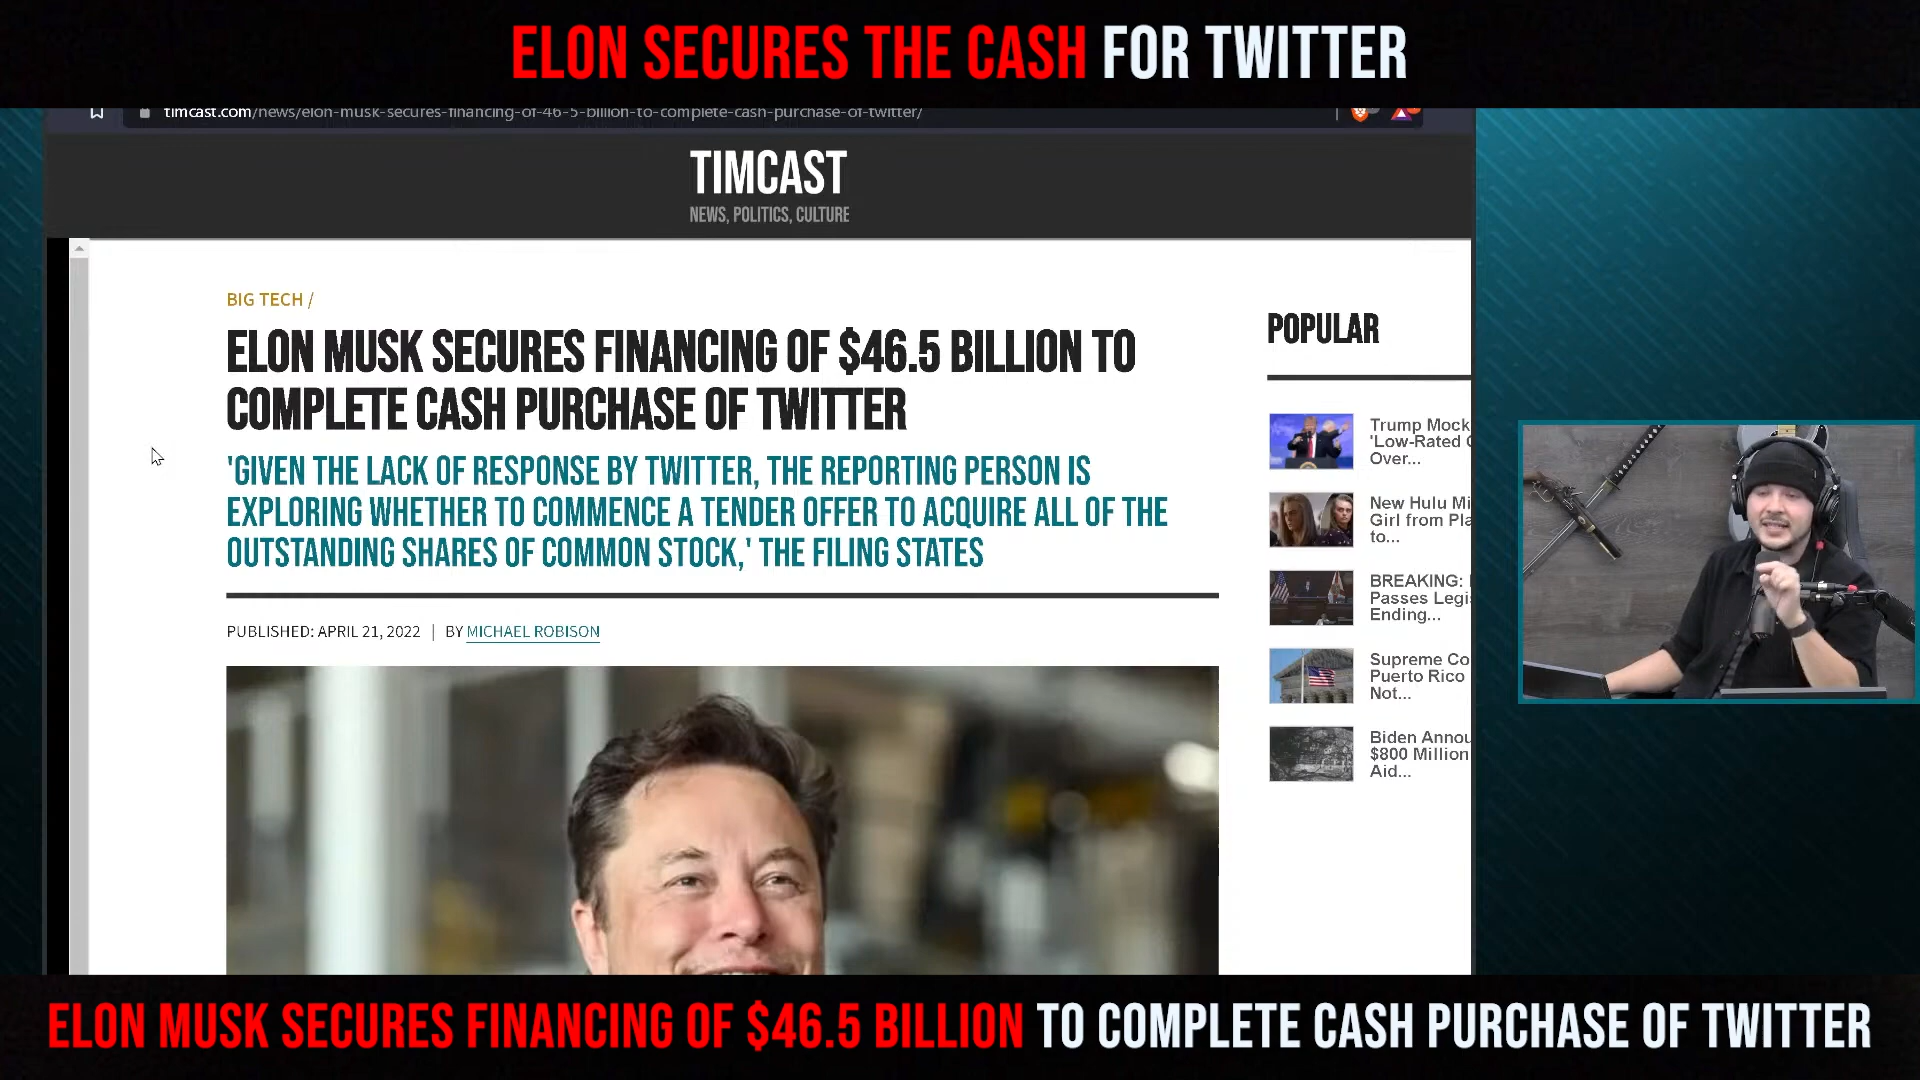 ELON SECURES THE CASH FOR TWITTER
timcast.com/news/elon-musk-secures-financing-of-46-5-billion-to-complete-cash-purchase-of-twitter/
TIMCAST
NEWS, POLITICS, CULTURE
BIG TECH /
ELON MUSK SECURES FINANCING OF $46.5 BILLION TO
COMPLETE CASH PURCHASE OF TWITTER
'GIVEN THE LACK OF RESPONSE BY TWITTER, THE REPORTING PERSON IS
EXPLORING WHETHER TO COMMENCE A TENDER OFFER TO ACQUIRE ALL OF THE
OUTSTANDING SHARES OF COMMON STOCK,' THE FILING STATES
PUBLISHED: APRIL 21, 2022 | BY MICHAEL ROBISON
POPULAR
Trump Mock
'Low-Rated
Over...
New Hulu Mi
Girl from Pla
to...
BREAKING:
Passes Legi
Ending...
Supreme Co
Puerto Rico
Not...
Biden Annou
$800 Million
Aid...
ELON MUSK SECURES FINANCING OF $46.5 BILLION TO COMPLETE CASH PURCHASE OF TWITTER